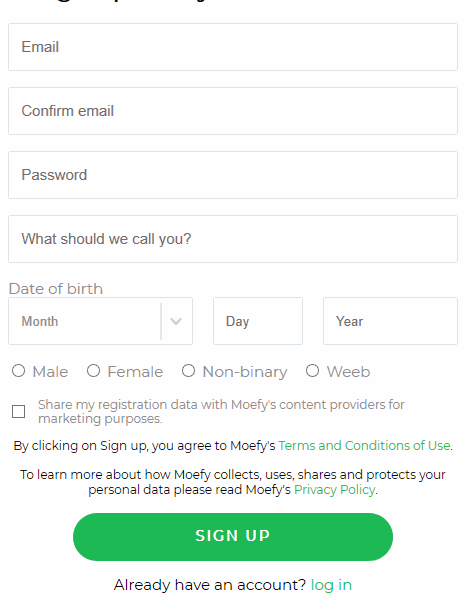 Email
Confirm email
Password
What should we call you?
Date of birth
Month Day Year
Male Female Non-binary Weeb
Share my registration data with Moefy's content providers for
marketing purposes.
By clicking on Sign up, you agree to Moefy's Terms and Conditions of Use.
To learn more about how Moefy collects, uses, shares and protects your
personal data please read Moefy's Privacy Policy.
SIGN UP
Already have an account? log in